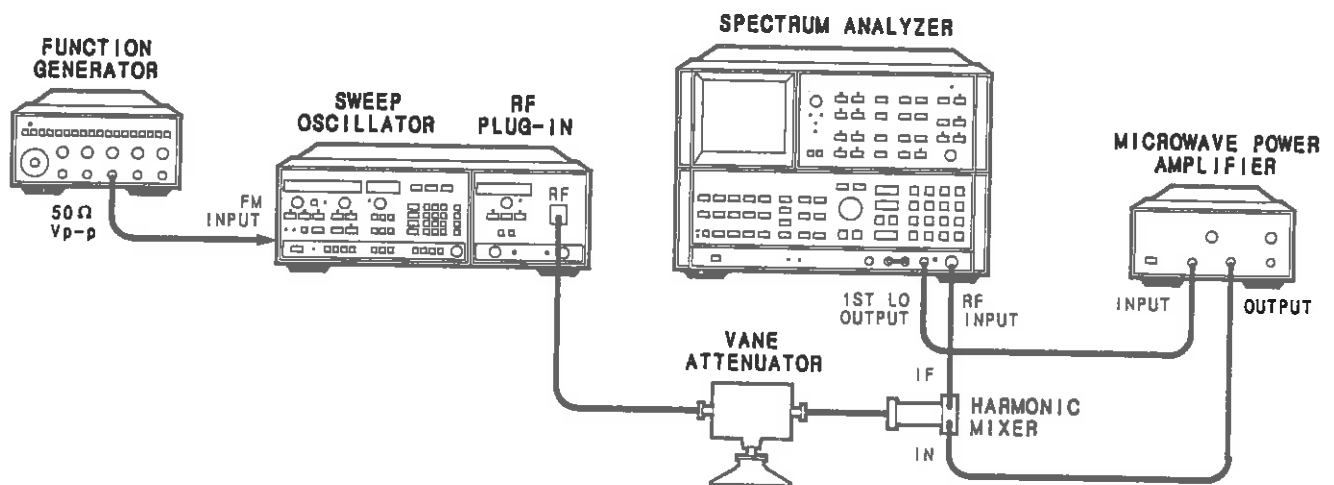 SPECTRUM ANALYZER
FUNCTION
GENERATOR
SWEEP
OSCILLATOR
RF
PLUG-IN
MICROWAVE POWER
AMPLIFIER
RF
50Ω
Vp-p
FM
INPUT
1ST LO
OUTPUT
RF
INPUT
INPUT
OUTPUT
VANE
ATTENUATOR
IF
HARMONIC
MIXER
IN